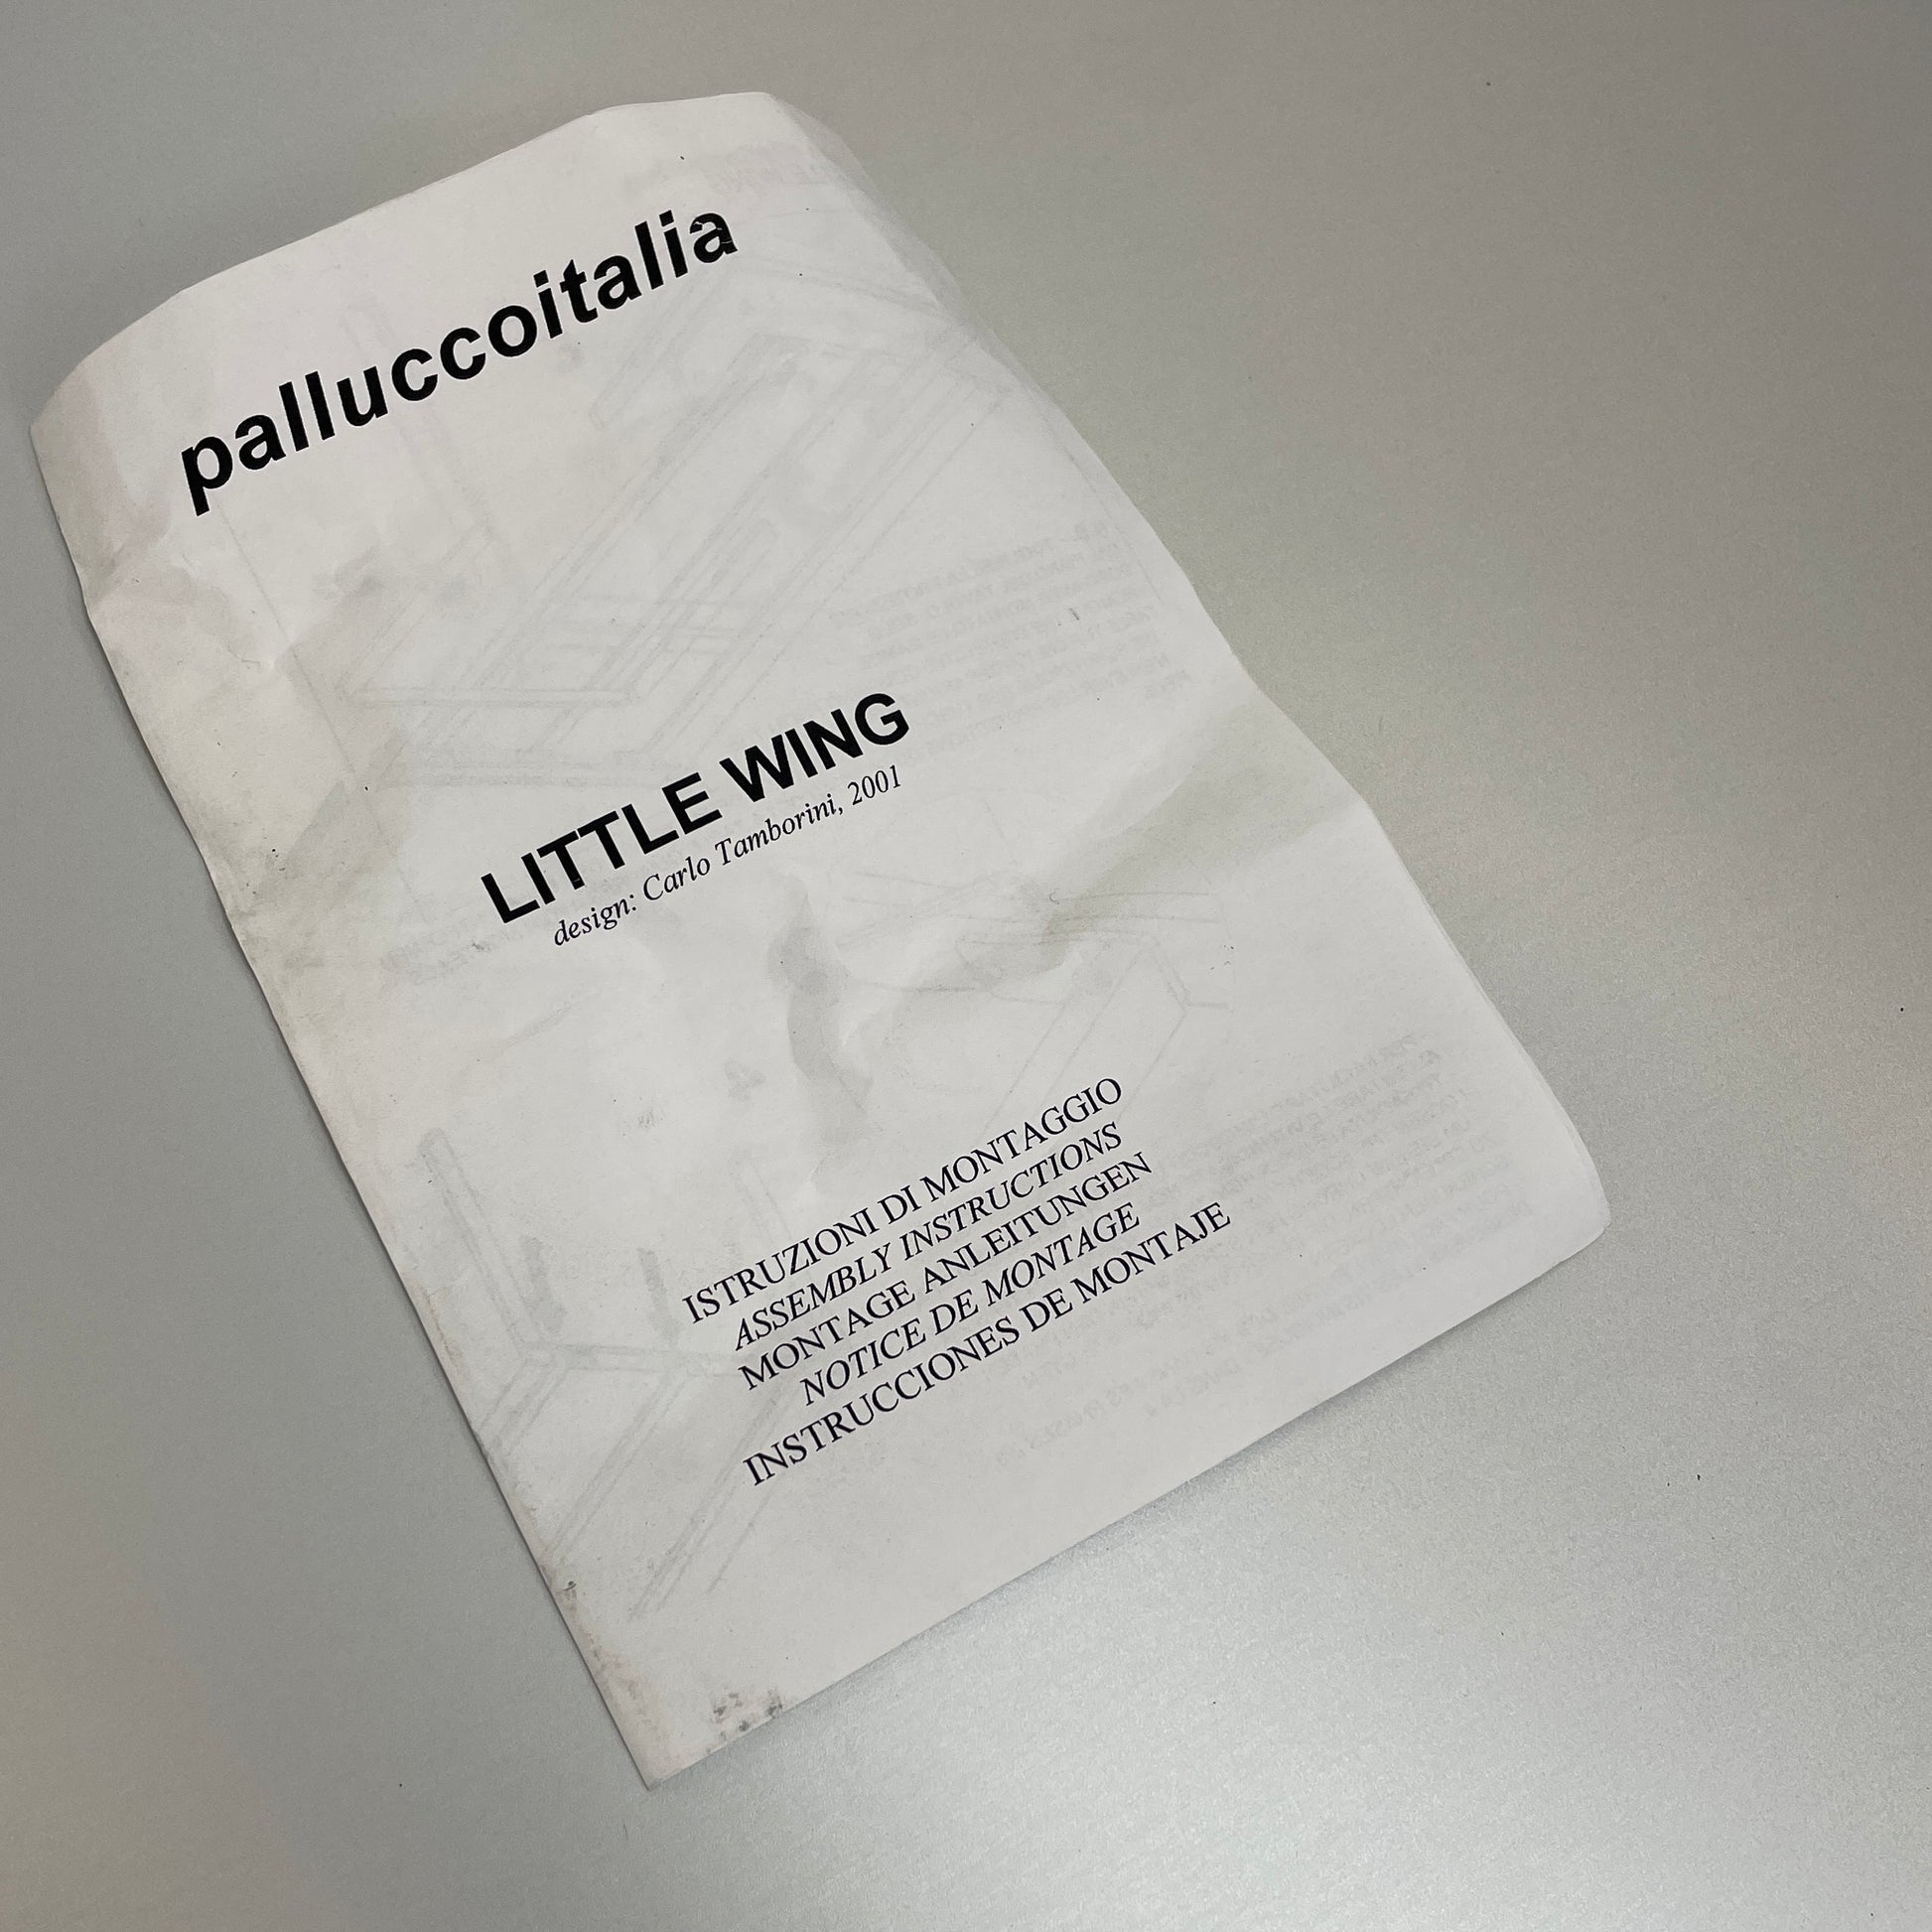 palluccoitalia
LITTLE WING
design: Carlo Tamborini, 2001
ISTRUZIONI DI MONTAGGIO
ASSEMBLY INSTRUCTIONS
MONTAGE ANLEITUNGEN
NOTICE DE MONTAGE
INSTRUCCIONES DE MONTAJE